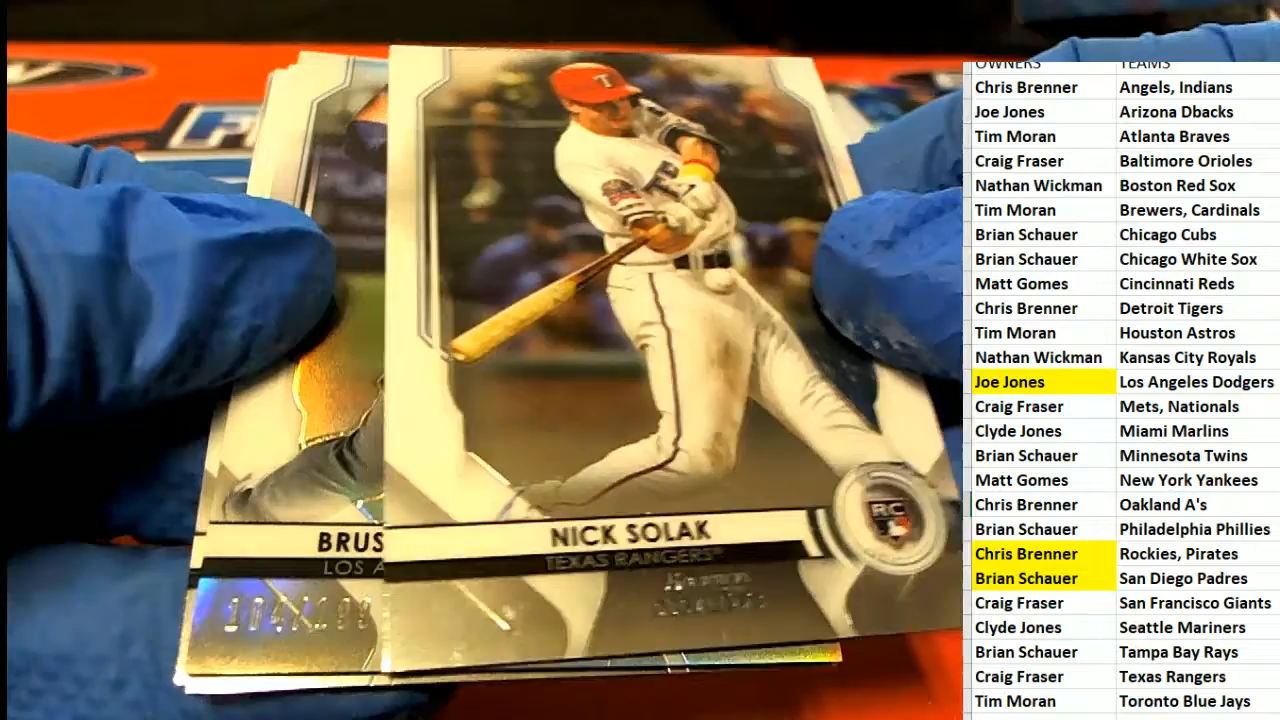 NICK SOLAK
TEXAS RANGERS
RC
BRUS
LOS A
104/199
T
OWNERS TEAMS
Chris Brenner Angels, Indians
Joe Jones Arizona Dbacks
Tim Moran Atlanta Braves
Craig Fraser Baltimore Orioles
Nathan Wickman Boston Red Sox
Tim Moran Brewers, Cardinals
Brian Schauer Chicago Cubs
Brian Schauer Chicago White Sox
Matt Gomes Cincinnati Reds
Chris Brenner Detroit Tigers
Tim Moran Houston Astros
Nathan Wickman Kansas City Royals
Joe Jones Los Angeles Dodgers
Craig Fraser Mets, Nationals
Clyde Jones Miami Marlins
Brian Schauer Minnesota Twins
Matt Gomes New York Yankees
Chris Brenner Oakland A's
Brian Schauer Philadelphia Phillies
Chris Brenner Rockies, Pirates
Brian Schauer San Diego Padres
Craig Fraser San Francisco Giants
Clyde Jones Seattle Mariners
Brian Schauer Tampa Bay Rays
Craig Fraser Texas Rangers
Tim Moran Toronto Blue Jays